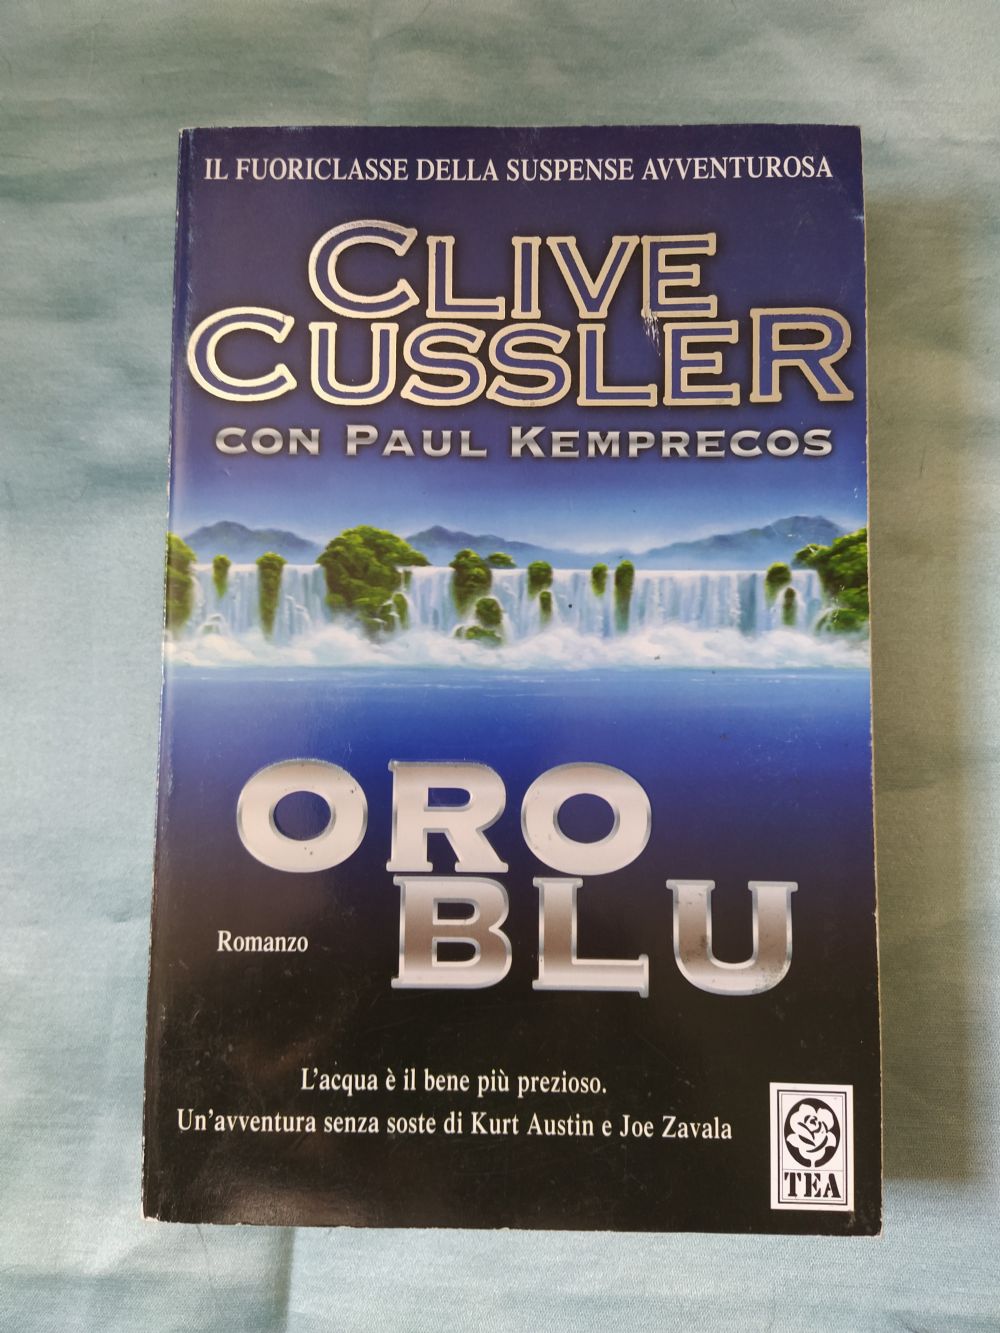 IL FUORICLASSE DELLA SUSPENSE AVVENTUROSA
CLIVE
CUSSLER
CON PAUL KEMPRECOS
ORO
BLU
Romanzo
L'acqua è il bene più prezioso.
Un'avventura senza soste di Kurt Austin e Joe Zavala
TEA